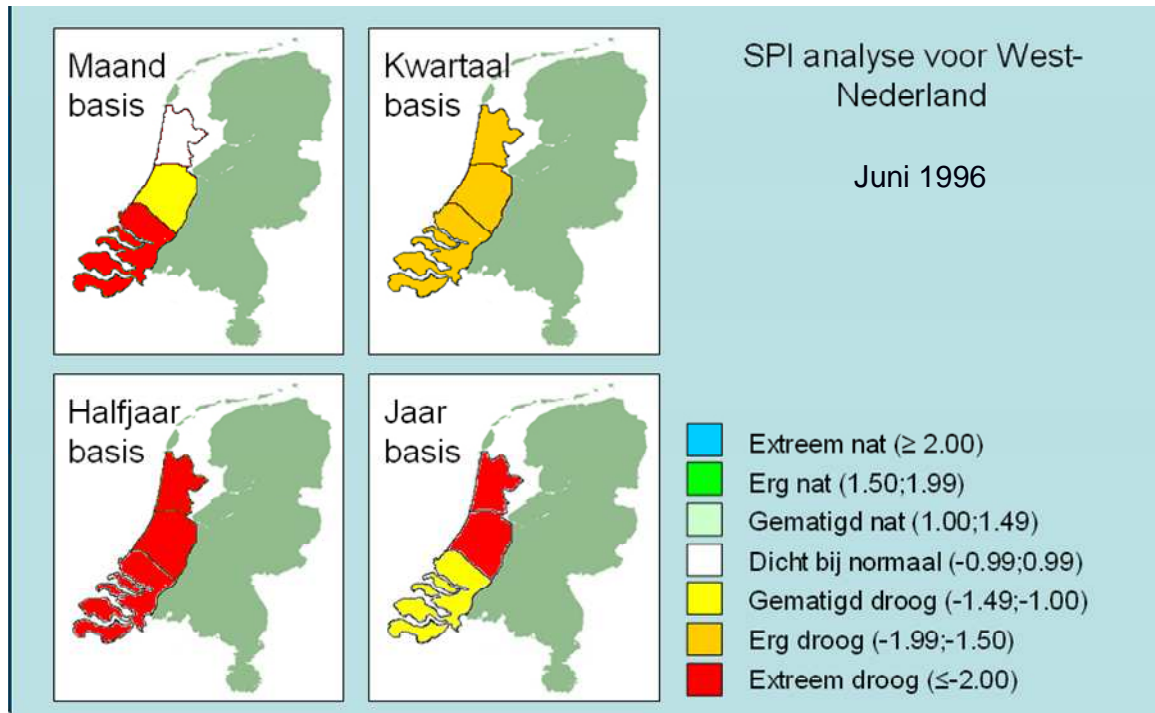 Maand
basis
Kwartaal
basis
SPI analyse voor West-
Nederland
Juni 1996
Halfjaar
basis
Jaar
basis
Extreem nat (≥ 2.00)
Erg nat (1.50;1.99)
Gematigd nat (1.00;1.49)
Dicht bij normaal (-0.99;0.99)
Gematigd droog (-1.49;-1.00)
Erg droog (-1.99;-1.50)
Extreem droog (≤-2.00)